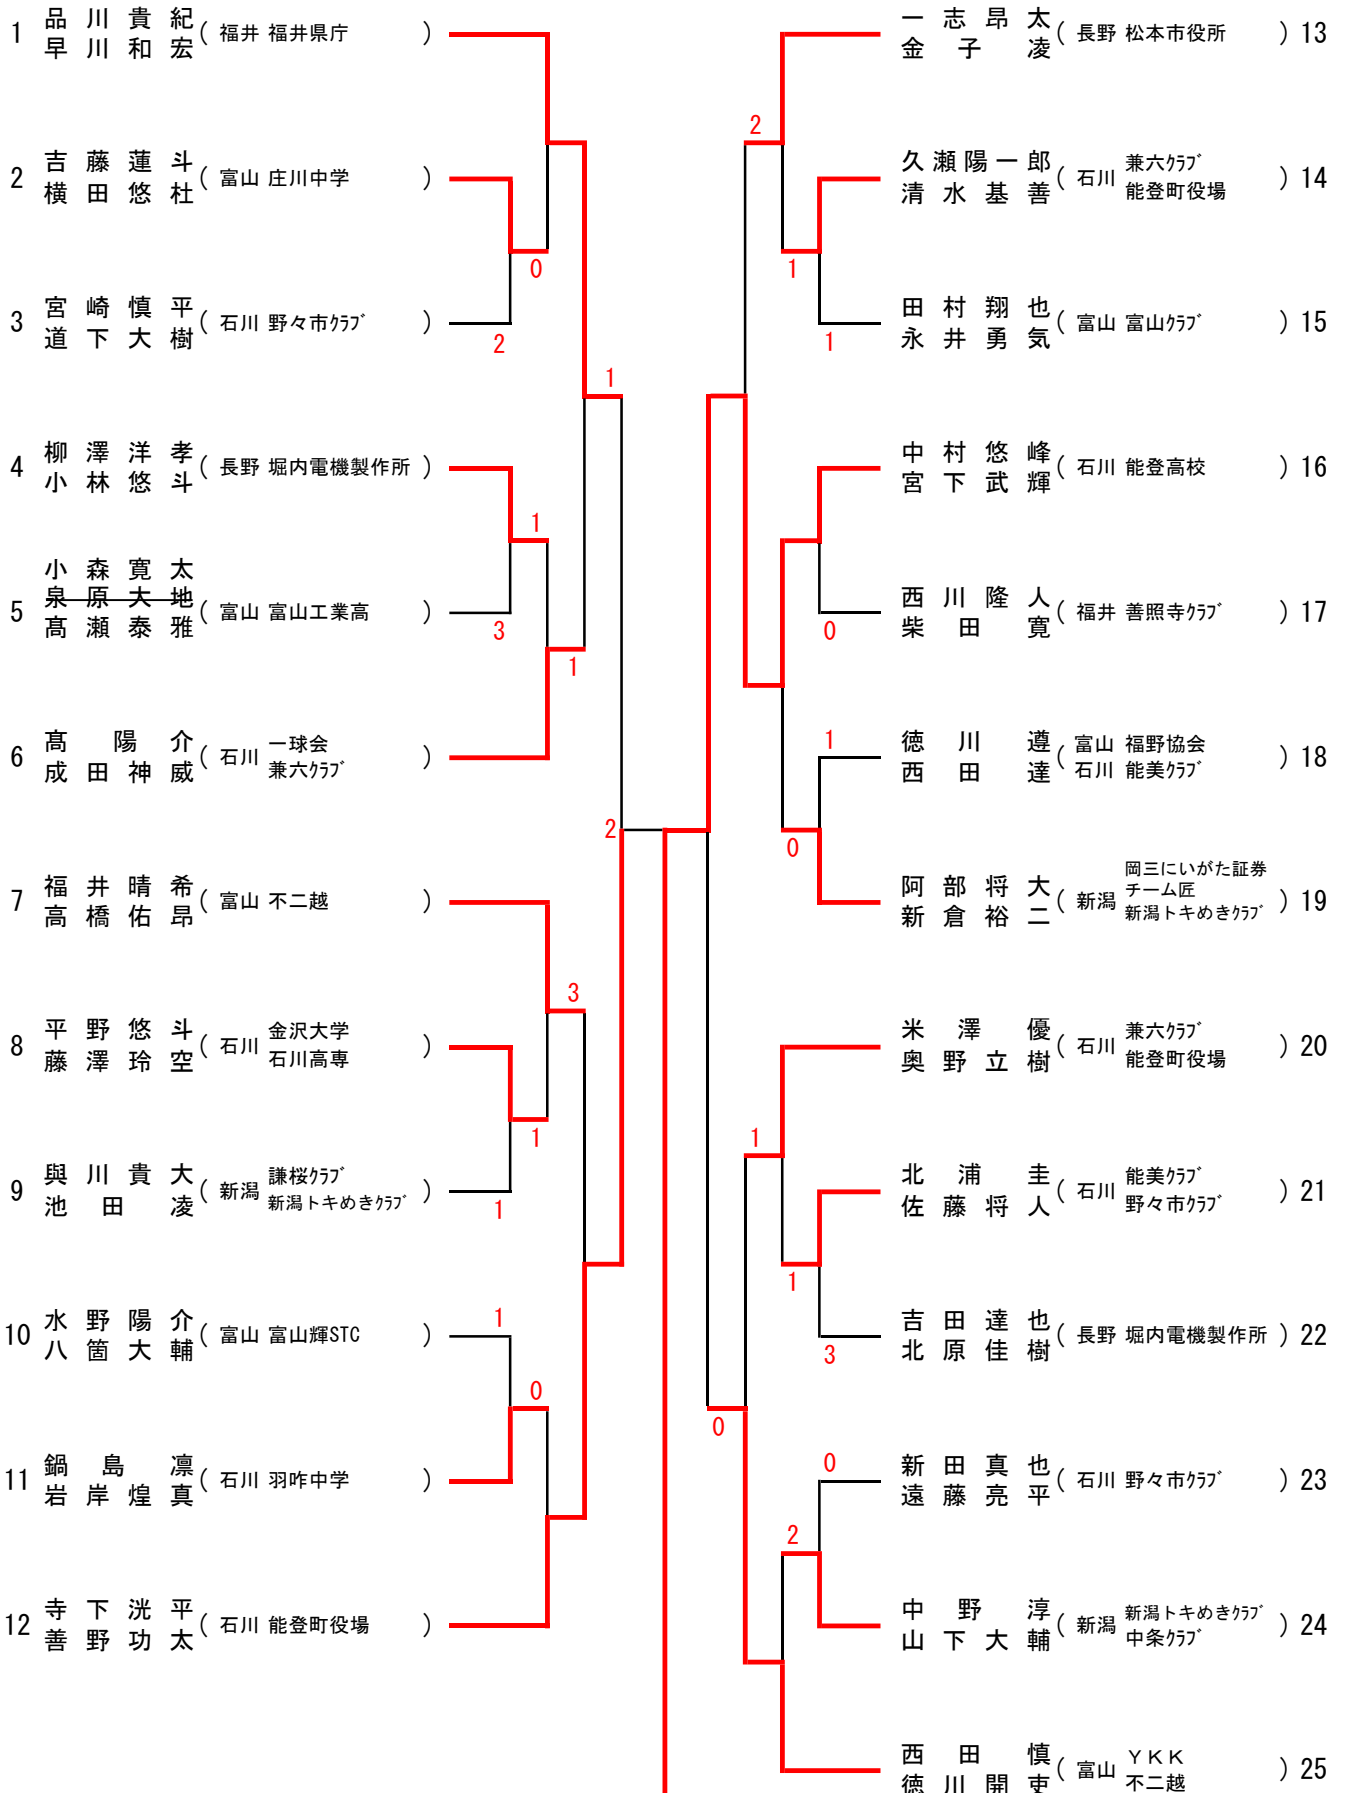 1 品川貴紀 早川和宏 ( 福井 福井県庁 )
2 吉藤蓮斗 横田悠杜 ( 富山 庄川中学 )
0
3 宮崎慎平 道下大樹 ( 石川 野々市ｸﾗﾌﾞ )
2
1
4 柳澤洋孝 小林悠斗 ( 長野 堀内電機製作所 )
1
5 小森寛太 泉原大地 髙瀬泰雅 ( 富山 富山工業高 )
3
1
6 髙陽介 成田神威 ( 石川 一球会 兼六ｸﾗﾌﾞ )
2
7 福井晴希 高橋佑昂 ( 富山 不二越 )
3
8 平野悠斗 藤澤玲空 ( 石川 金沢大学 石川高専 )
1
9 與川貴大 池田凌 ( 新潟 謙桜ｸﾗﾌﾞ 新潟トキめきｸﾗﾌﾞ )
1
10 水野陽介 八箇大輔 ( 富山 富山輝STC )
1
0
11 鍋島凛 岩岸煌真 ( 石川 羽咋中学 )
12 寺下洸平 善野功太 ( 石川 能登町役場 )
一志昂太 金子凌 ( 長野 松本市役所 ) 13
2
久瀬陽一郎 清水基善 ( 石川 兼六ｸﾗﾌﾞ 能登町役場 ) 14
1
田村翔也 永井勇気 ( 富山 富山ｸﾗﾌﾞ ) 15
1
中村悠峰 宮下武輝 ( 石川 能登高校 ) 16
西川隆人 柴田寛 ( 福井 善照寺ｸﾗﾌﾞ ) 17
0
徳川遵 西田達 ( 富山 福野協会 石川 能美ｸﾗﾌﾞ ) 18
1
0
阿部将大 新倉裕二 ( 新潟 岡三にいがた証券 チーム匠 新潟トキめきｸﾗﾌﾞ ) 19
米澤優 奥野立樹 ( 石川 兼六ｸﾗﾌﾞ 能登町役場 ) 20
1
北浦圭 佐藤将人 ( 石川 能美ｸﾗﾌﾞ 野々市ｸﾗﾌﾞ ) 21
1
吉田達也 北原佳樹 ( 長野 堀内電機製作所 ) 22
3
0
新田真也 遠藤亮平 ( 石川 野々市ｸﾗﾌﾞ ) 23
0
2
中野淳 山下大輔 ( 新潟 新潟トキめきｸﾗﾌﾞ 中条ｸﾗﾌﾞ ) 24
西田慎 徳川開吏 ( 富山 ＹＫＫ 不二越 ) 25